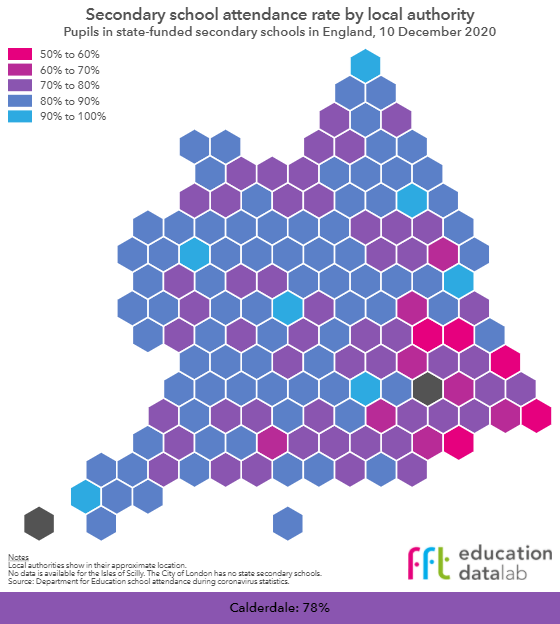 Secondary school attendance rate by local authority
Pupils in state-funded secondary schools in England, 10 December 2020
50% to 60%
60% to 70%
70% to 80%
80% to 90%
90% to 100%
Notes
Local authorities show in their approximate location.
No data is available for the Isles of Scilly. The City of London has no state secondary schools.
Source: Department for Education school attendance during coronavirus statistics.
fft education
datalab
Calderdale: 78%